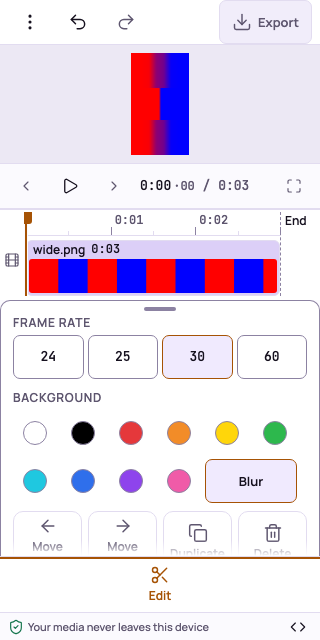 Export
0:00·00 / 0:03
0:01 0:02 End
wide.png 0:03
FRAME RATE
24 25 30 60
BACKGROUND
Blur
Move Move Duplicate Delete
Edit
Your media never leaves this device